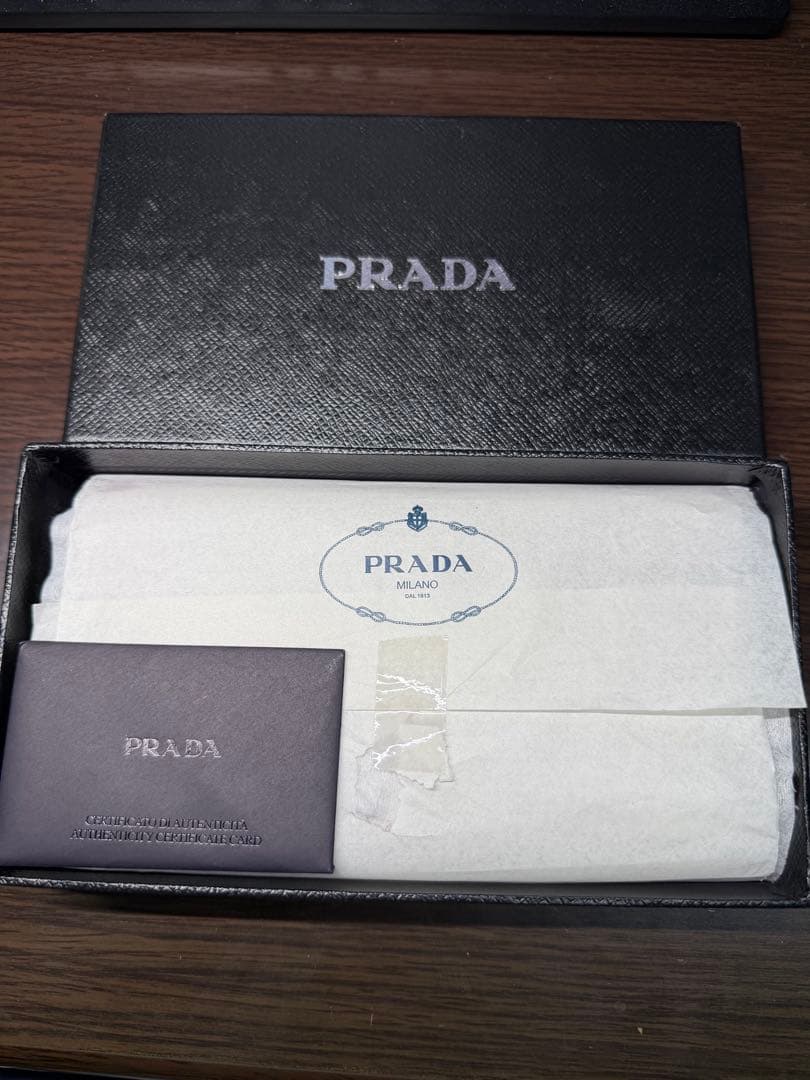 PRADA
PRADA
MILANO
DAL 1913
PRADA
CERTIFICATO DI AUTENTICITÀ
AUTHENTICITY CERTIFICATE CARD